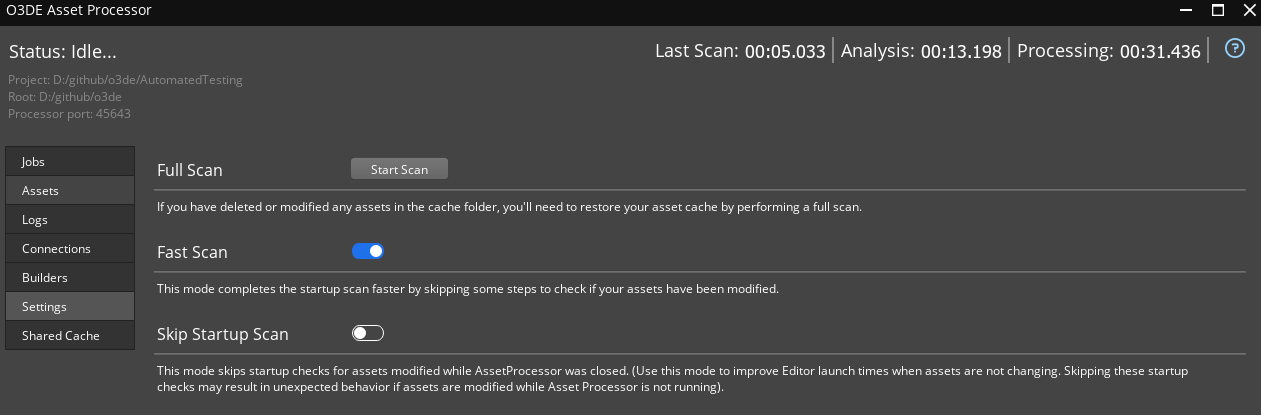 O3DE Asset Processor
Status: Idle...
Last Scan: 00:05.033 Analysis: 00:13.198 Processing: 00:31.436 ?
Project: D:/github/o3de/AutomatedTesting
Root: D:/github/o3de
Processor port: 45643
Jobs
Assets
Logs
Connections
Builders
Settings
Shared Cache
Full Scan Start Scan
If you have deleted or modified any assets in the cache folder, you'll need to restore your asset cache by performing a full scan.
Fast Scan
This mode completes the startup scan faster by skipping some steps to check if your assets have been modified.
Skip Startup Scan
This mode skips startup checks for assets modified while AssetProcessor was closed. (Use this mode to improve Editor launch times when assets are not changing. Skipping these startup
checks may result in unexpected behavior if assets are modified while Asset Processor is not running).